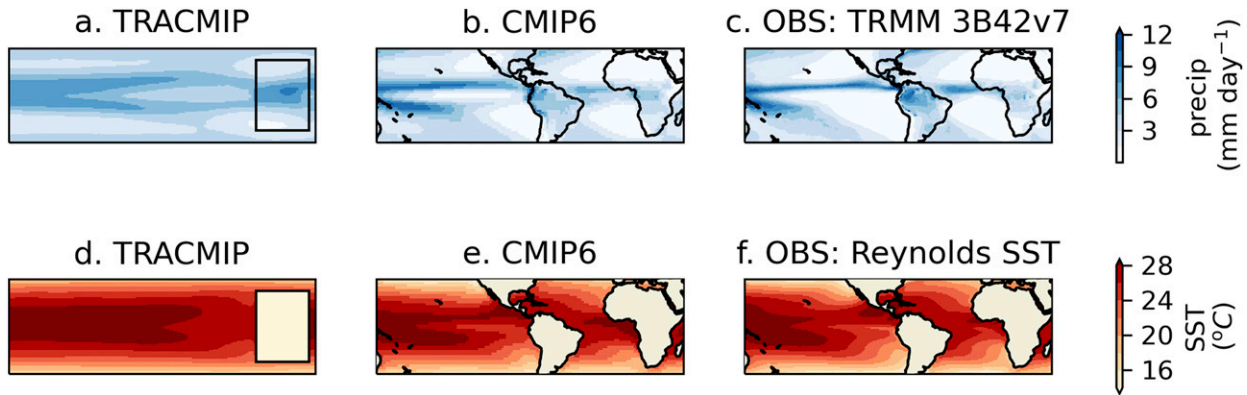 a. TRACMIP
b. CMIP6
c. OBS: TRMM 3B42v7
12
9
6
3
precip
(mm day⁻¹)
d. TRACMIP
e. CMIP6
f. OBS: Reynolds SST
28
24
20
16
SST
(°C)